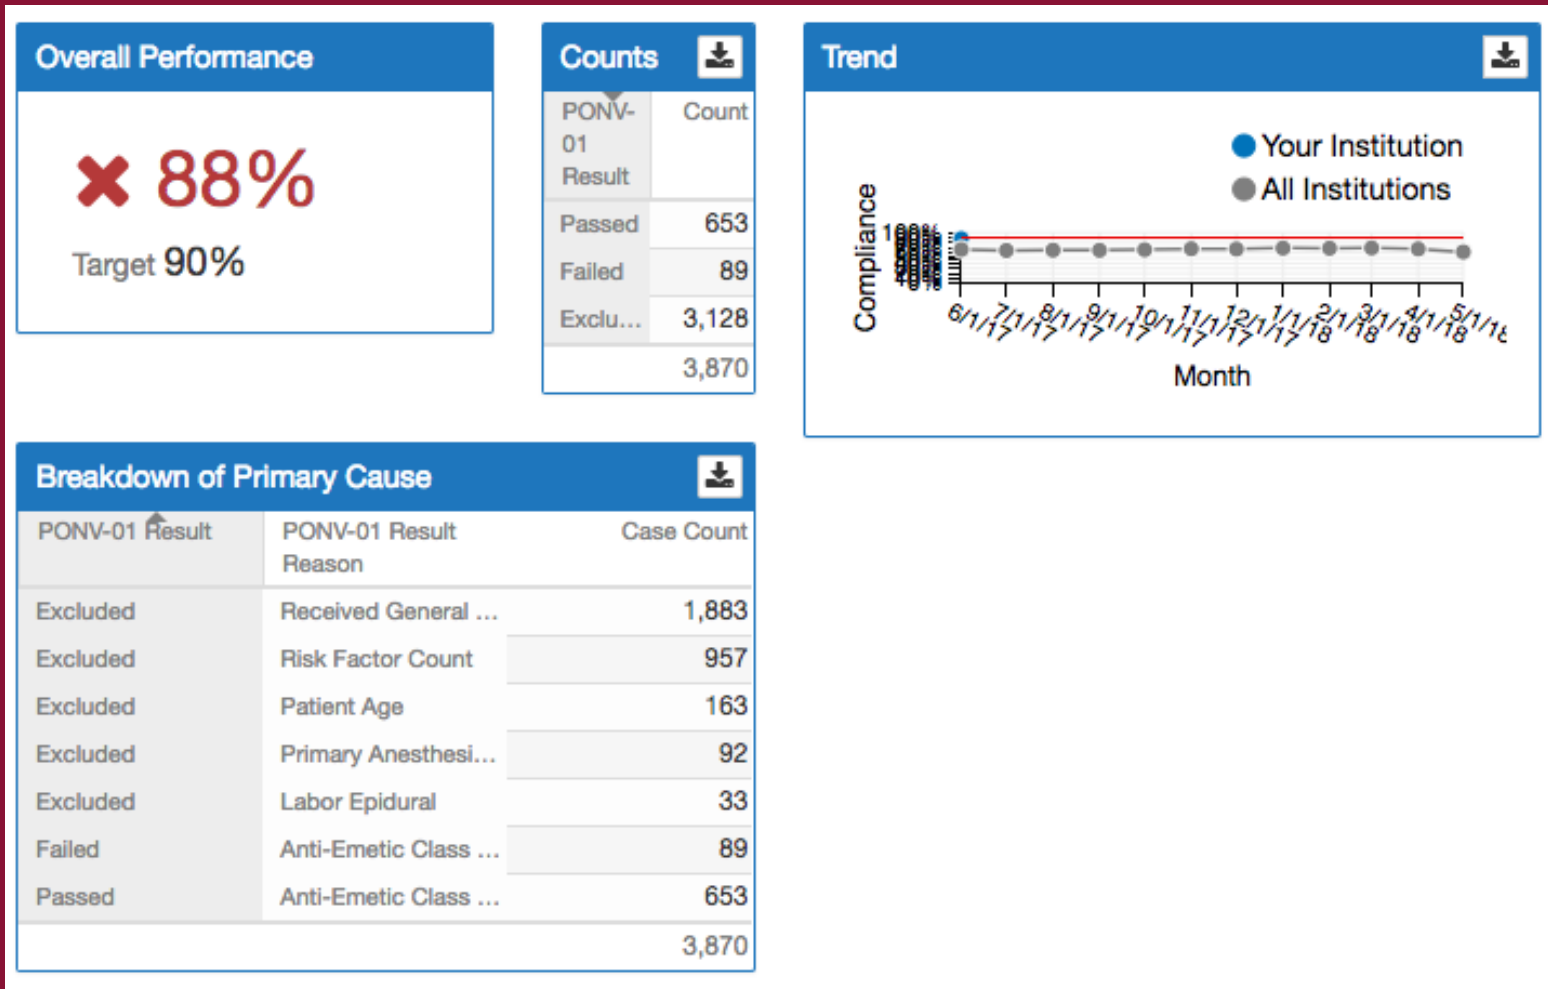 Overall Performance
88%
Target 90%
Counts
PONV-
01
Result
Count
Passed 653
Failed 89
Exclu... 3,128
3,870
Trend
Your Institution
All Institutions
Compliance
100%
6/1/17
7/1/17
8/1/17
9/1/17
10/1/17
11/1/17
12/1/17
1/1/18
2/1/18
3/1/18
4/1/18
5/1/18
Month
Breakdown of Primary Cause
PONV-01 Result
PONV-01 Result
Reason
Case Count
Excluded Received General ... 1,883
Excluded Risk Factor Count 957
Excluded Patient Age 163
Excluded Primary Anesthesi... 92
Excluded Labor Epidural 33
Failed Anti-Emetic Class ... 89
Passed Anti-Emetic Class ... 653
3,870